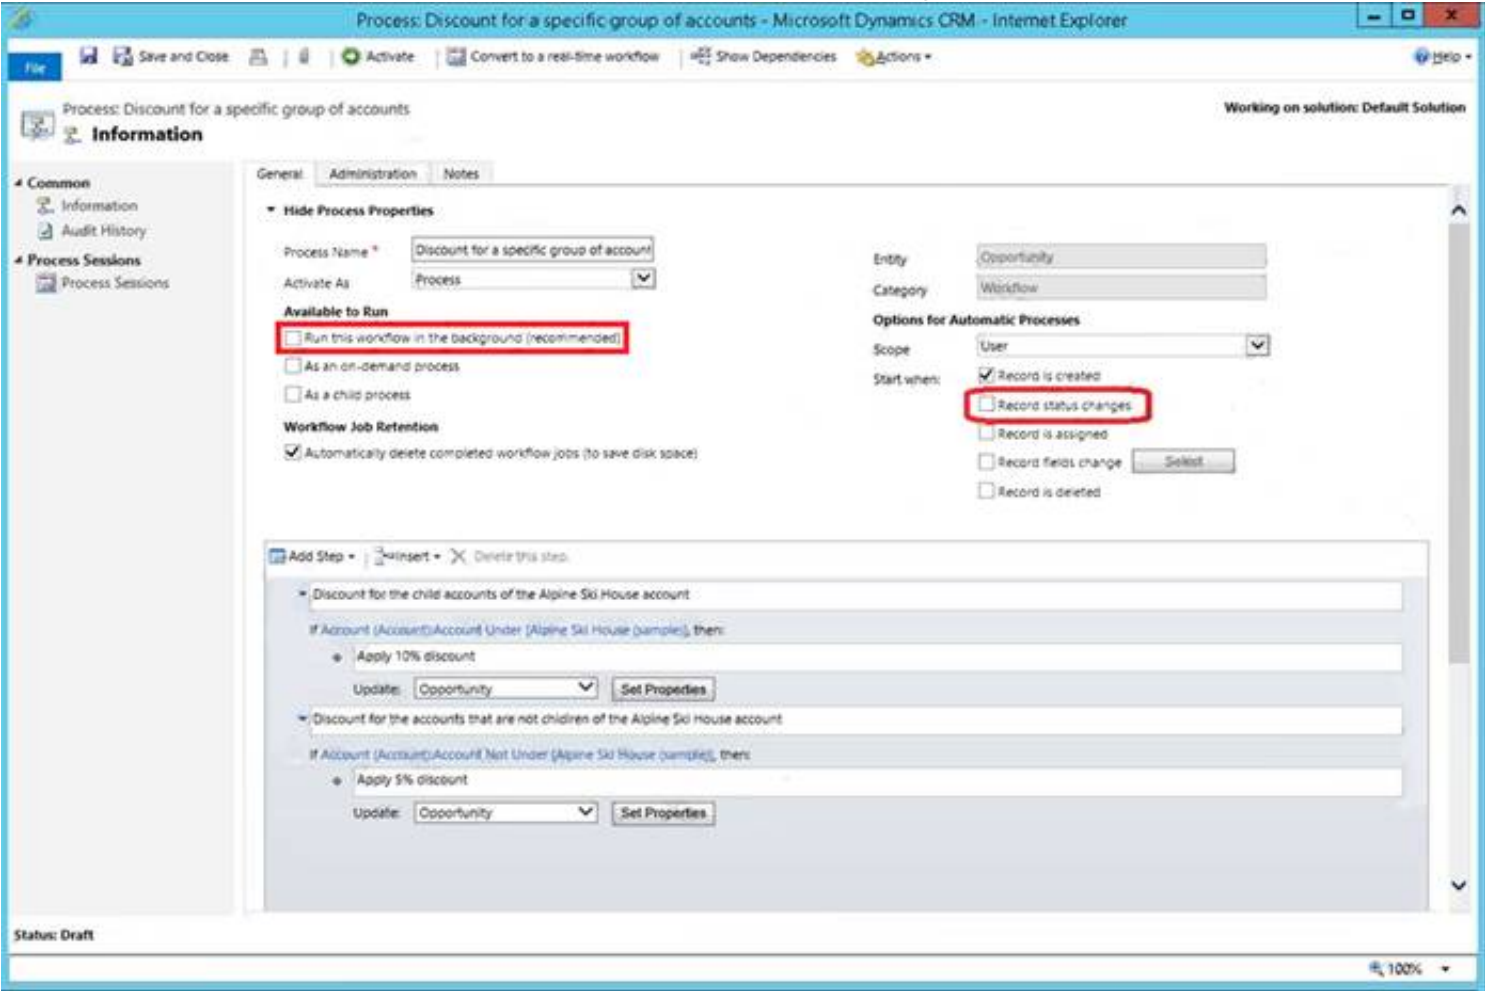 Process: Discount for a specific group of accounts - Microsoft Dynamics CRM - Internet Explorer
File
Save and Close
Activate
Convert to a real-time workflow
Show Dependencies
Actions
Help
Process: Discount for a specific group of accounts
Information
Working on solution: Default Solution
Common
Information
Audit History
Process Sessions
Process Sessions
General
Administration
Notes
Hide Process Properties
Process Name *
Discount for a specific group of account
Activate As
Process
Available to Run
Run this workflow in the background (recommended)
As an on-demand process
As a child process
Workflow Job Retention
Automatically delete completed workflow jobs (to save disk space)
Entity
Opportunity
Category
Workflow
Options for Automatic Processes
Scope
User
Start when:
Record is created
Record status changes
Record is assigned
Record fields change
Select
Record is deleted
Add Step
Insert
Delete this step.
Discount for the child accounts of the Alpine Ski House account
If Account (Account):Account Under [Alpine Ski House (sample)], then:
Apply 10% discount
Update:
Opportunity
Set Properties
Discount for the accounts that are not children of the Alpine Ski House account
If Account (Account):Account Not Under [Alpine Ski House (sample)], then:
Apply 5% discount
Update:
Opportunity
Set Properties
Status: Draft
100%